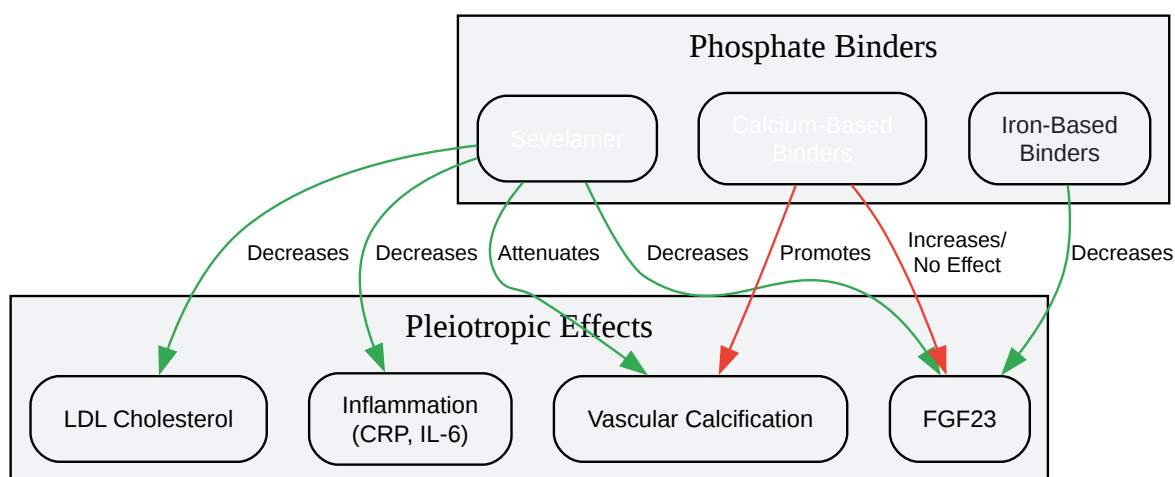 Phosphate Binders
Sevelamer
Calcium-Based
Binders
Iron-Based
Binders
Decreases
Decreases
Attenuates
Decreases
Promotes
Increases/
No Effect
Decreases
Pleiotropic Effects
LDL Cholesterol
Inflammation
(CRP, IL-6)
Vascular Calcification
FGF23